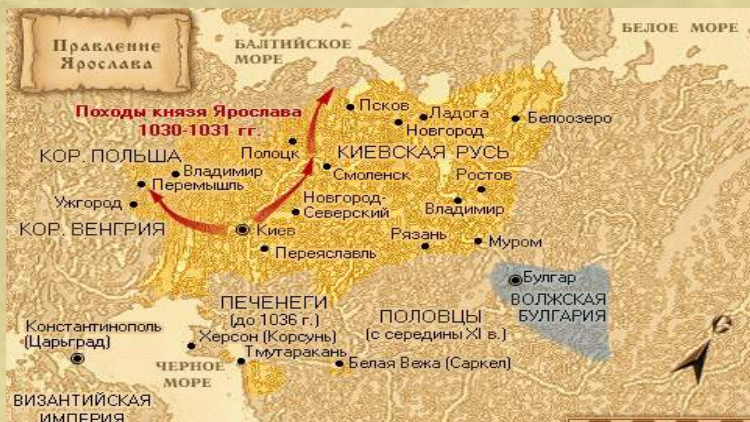 Правление
Ярослава
БАЛТИЙСКОЕ
МОРЕ
БЕЛОЕ МОРЕ
Походы князя Ярослава
1030-1031 гг.
Псков
Ладога
Новгород
Белоозеро
КОР. ПОЛЬША
Полоцк
КИЕВСКАЯ РУСЬ
Владимир
Перемышль
Смоленск
Ростов
Ужгород
Новгород-
Северский
Владимир
КОР. ВЕНГРИЯ
Киев
Переяславль
Рязань
Муром
Булгар
ВОЛЖСКАЯ
БУЛГАРИЯ
ПЕЧЕНЕГИ
(до 1036 г.)
ПОЛОВЦЫ
(с середины XI в.)
Константинополь
(Царьград)
Херсон (Корсунь)
Тмутаракань
Белая Вежа (Саркел)
ЧЕРНОЕ
МОРЕ
ВИЗАНТИЙСКАЯ
ИМПЕРИЯ
С